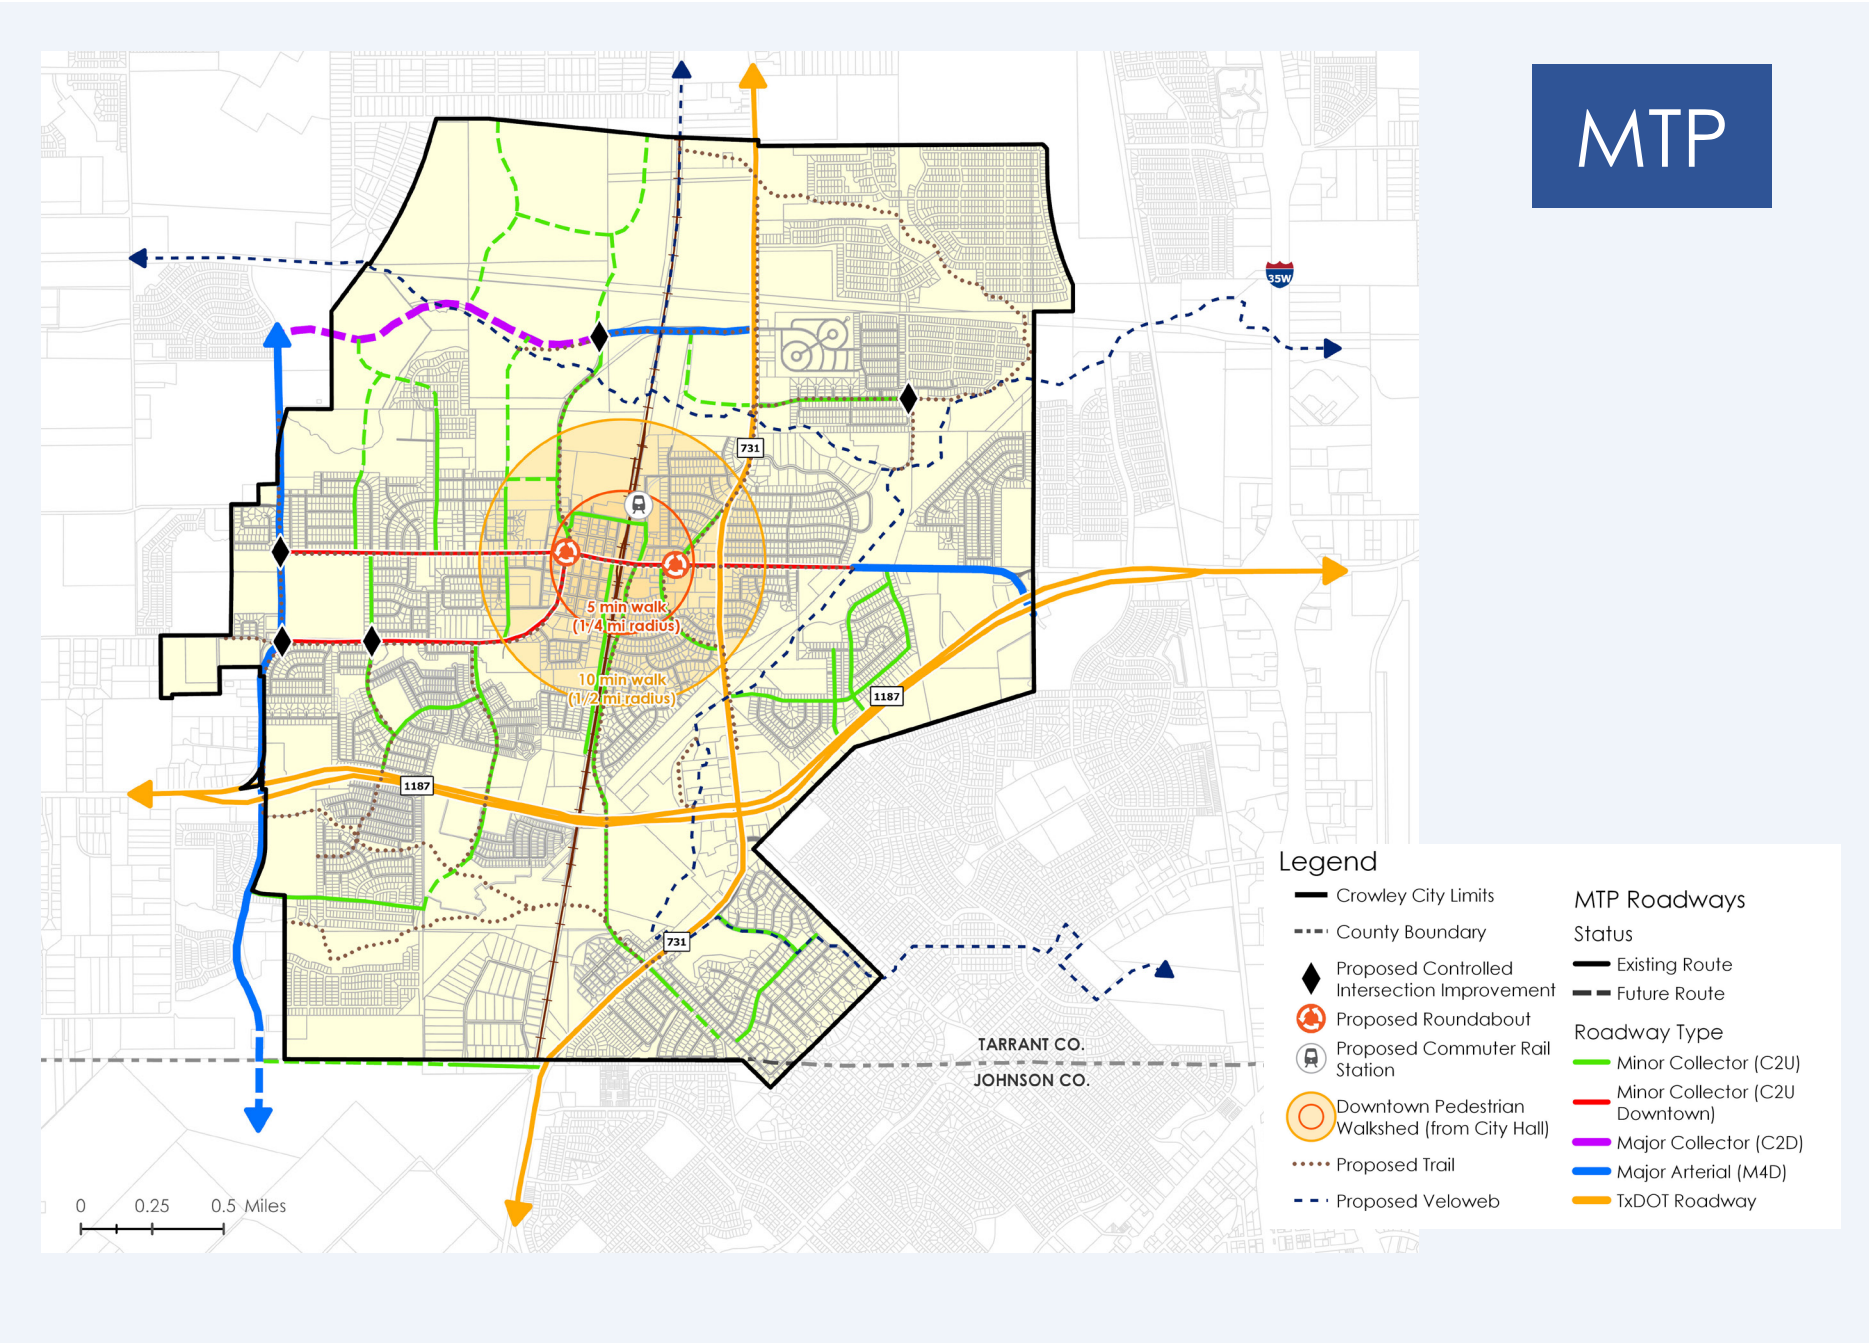 MTP
35W
731
5 min walk
(1/4 mi radius)
10 min walk
(1/2 mi radius)
1187
1187
731
TARRANT CO.
JOHNSON CO.
0 0.25 0.5 Miles
Legend
Crowley City Limits
County Boundary
Proposed Controlled
Intersection Improvement
Proposed Roundabout
Proposed Commuter Rail
Station
Downtown Pedestrian
Walkshed (from City Hall)
Proposed Trail
Proposed Veloweb
MTP Roadways
Status
Existing Route
Future Route
Roadway Type
Minor Collector (C2U)
Minor Collector (C2U
Downtown)
Major Collector (C2D)
Major Arterial (M4D)
TxDOT Roadway